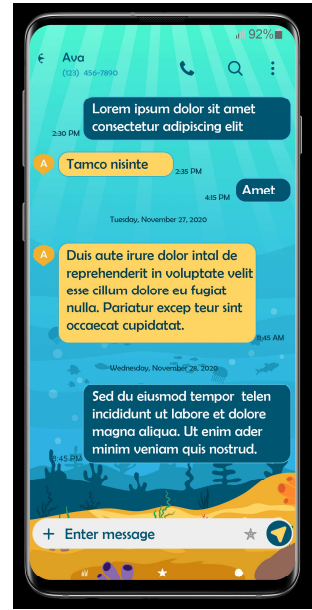 92%
Ava
(123) 456-7890
Lorem ipsum dolor sit amet
consectetur adipiscing elit
2:30 PM
A
Tamco nisinte
2:35 PM
Amet
4:15 PM
Tuesday, November 27, 2020
A
Duis aute irure dolor intal de
reprehenderit in voluptate velit
esse cillum dolore eu fugiat
nulla. Pariatur excep teur sint
occaecat cupidatat.
11:45 AM
Wednesday, November 28, 2020
Sed du eiusmod tempor telen
incididunt ut labore et dolore
magna aliqua. Ut enim ader
minim veniam quis nostrud.
:45 PM
+ Enter message